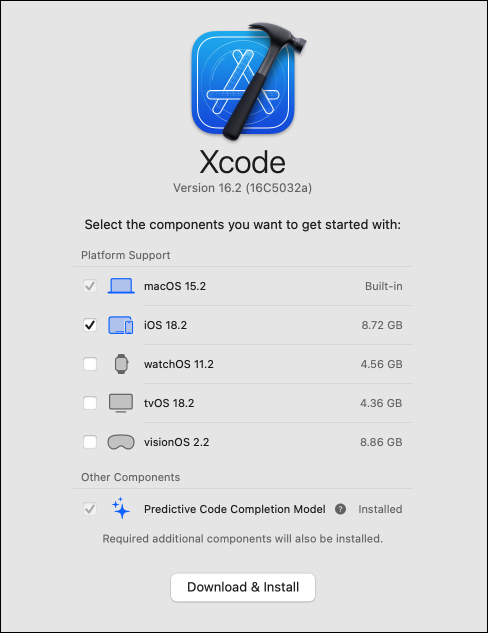 Xcode
Version 16.2 (16C5032a)
Select the components you want to get started with:
Platform Support
macOS 15.2 Built-in
iOS 18.2 8.72 GB
watchOS 11.2 4.56 GB
tvOS 18.2 4.36 GB
visionOS 2.2 8.86 GB
Other Components
Predictive Code Completion Model ? Installed
Required additional components will also be installed.
Download & Install